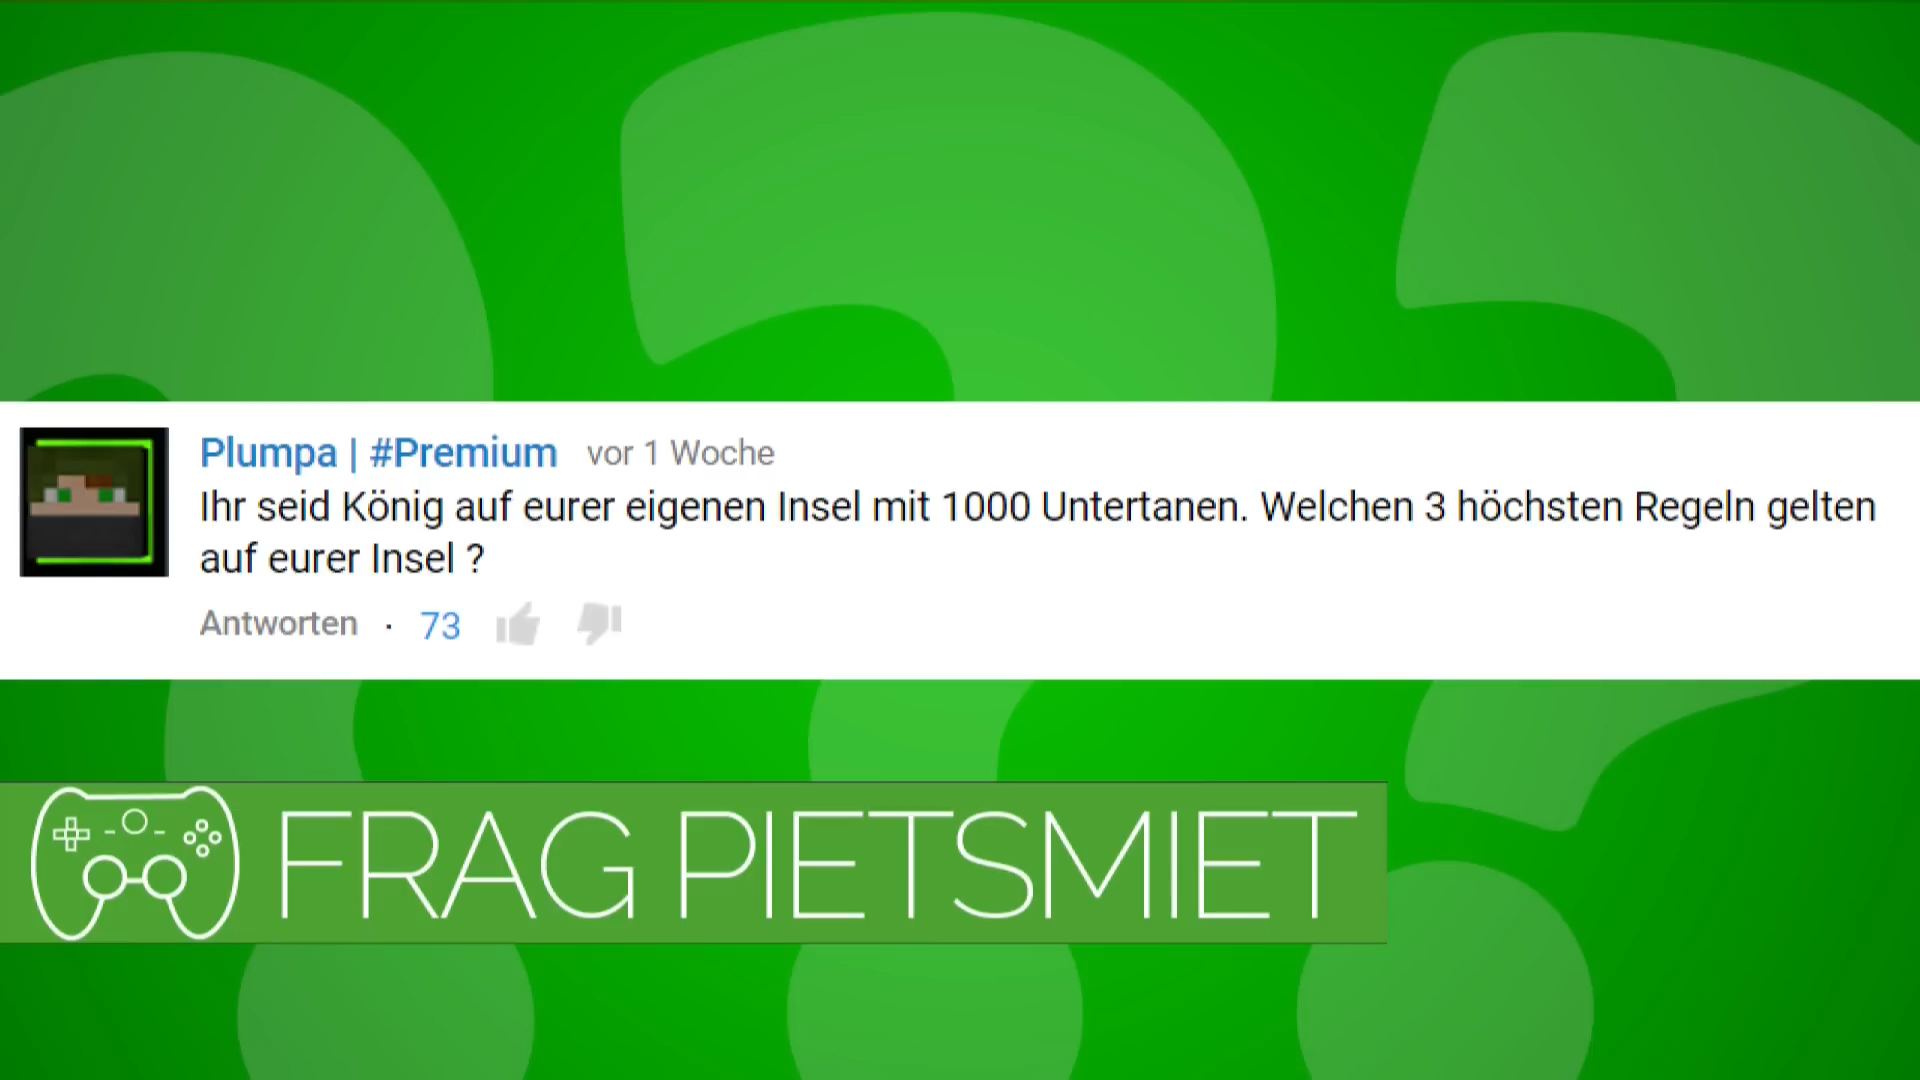 Plumpa | #Premium vor 1 Woche
Ihr seid König auf eurer eigenen Insel mit 1000 Untertanen. Welchen 3 höchsten Regeln gelten
auf eurer Insel ?
Antworten · 73
FRAG PIETSMIET